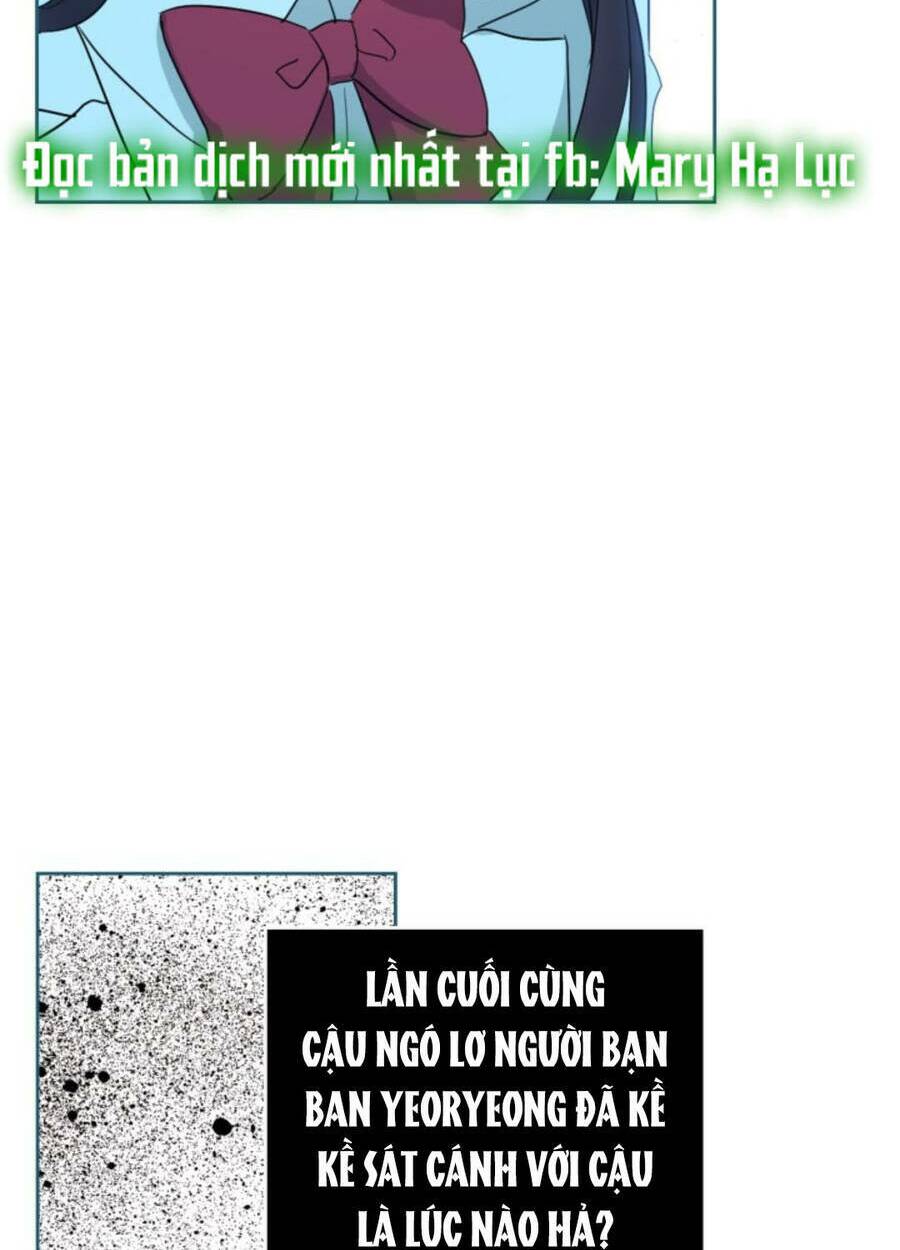 Đọc bản dịch mới nhất tại fb: Mary Hạ Lục
LẦN CUỐI CÙNG
CẬU NGÓ LƠ NGƯỜI BẠN
BAN YEORYEONG ĐÃ KỀ
KỀ SÁT CÁNH VỚI CẬU
LÀ LÚC NÀO HẢ?